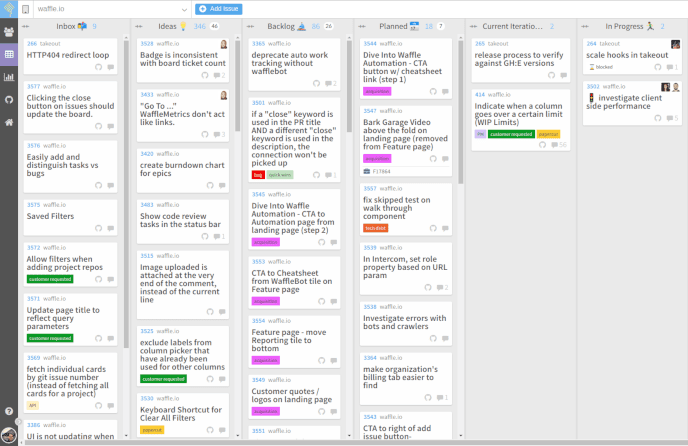 waffle.io
Add Issue
Inbox 9
266 takeout
HTTP404 redirect loop
3577 waffle.io
Clicking the
close button on issues should
update the board.
3576 waffle.io
Easily add and
distinguish tasks vs
bugs
3575 waffle.io
Saved Filters
3572 waffle.io
Allow filters when
adding project repos
customer requested
3571 waffle.io
Update page title to
reflect query
parameters
customer requested
3569 waffle.io
fetch individual cards
by git issue number
(instead of fetching all
cards for a project)
API
waffle.io
UI is not updating when
Ideas 346 46
3528 waffle.io
Badge is inconsistent
with board ticket count
2
3433 waffle.io
"Go To ..."
WaffleMetrics don't act
like links.
3
3420 waffle.io
create burndown chart
for epics
3483 waffle.io
Show code review
tasks in the status bar
1
3515 waffle.io
Image uploaded is
attached at the very
end of the comment,
instead of the current
line
3525 waffle.io
exclude labels from
column picker that
have already been
used for other columns
customer requested
3530 waffle.io
Keyboard Shortcut for
Clear All Filters
papercut
Backlog 86 26
3365 waffle.io
deprecate auto work
tracking without
wafflebot
2
3561 waffle.io
if a "close" keyword is
used in the PR title
AND a different "close"
keyword is used in the
description, the
connection won't be
picked up
bug quick wins
1
3545 waffle.io
Dive Into Waffle
Automation - CTA to
Automation page from
landing page (step 2)
acquisition
3553 waffle.io
CTA to Cheatsheet
from WaffleBot tile on
Feature page
acquisition
3554 waffle.io
Feature page - move
Reporting tile to
bottom
acquisition
3549 waffle.io
Customer quotes /
logos on landing page
acquisition
3551 waffle.io
Planned 18 7
3544 waffle.io
Dive Into Waffle
Automation - CTA
button w/ cheatsheet
link (step 1)
acquisition
3547 waffle.io
Bark Garage Video
above the fold on
landing page (removed
from Feature page)
acquisition
F17864
3557 waffle.io
fix skipped test on
walk through
component
tech debt
3539 waffle.io
In Intercom, set role
property based on URL
param
2
3538 waffle.io
Investigate errors with
bots and crawlers
3364 waffle.io
make organization's
billing tab easier to
find
1
3543 waffle.io
CTA to right of add
issue button-
Current Iteratio... 2
265 takeout
release process to verify
against GH:E versions
414 waffle.io
Indicate when a column
goes over a certain limit
(WIP Limits)
customer requested papercut
56
In Progress 2
264 takeout
scale hooks in takeout
blocked
1
3502 waffle.io
investigate client
side performance
5